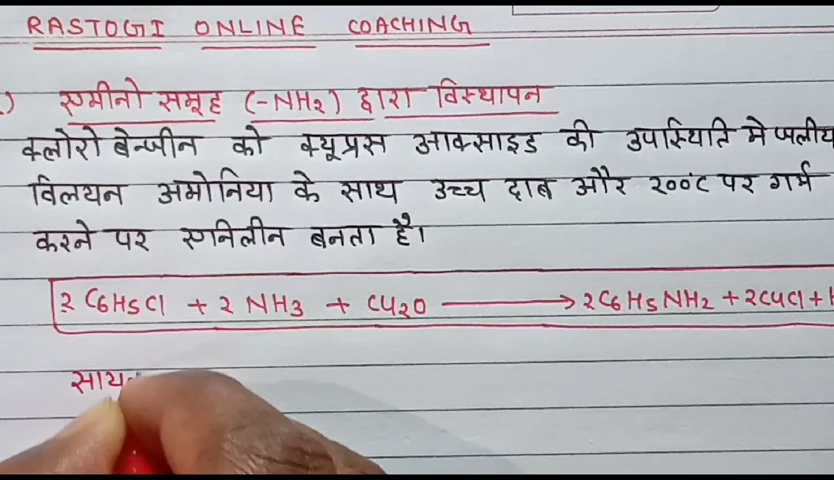 RASTOGI ONLINE COACHING
) एमीनो समूह (-NH2) द्वारा विस्थापन
क्लोरो बेन्जीन को क्यूप्रस आक्साइड की उपस्थिति मे जलीय
विलयन अमोनिया के साथ उच्च दाब और 200°c पर गर्म
करने पर एनिलीन बनता है।
2 C6H5Cl + 2 NH3 + Cu2O ⟶ 2C6H5NH2 + 2CuCl + H
साय